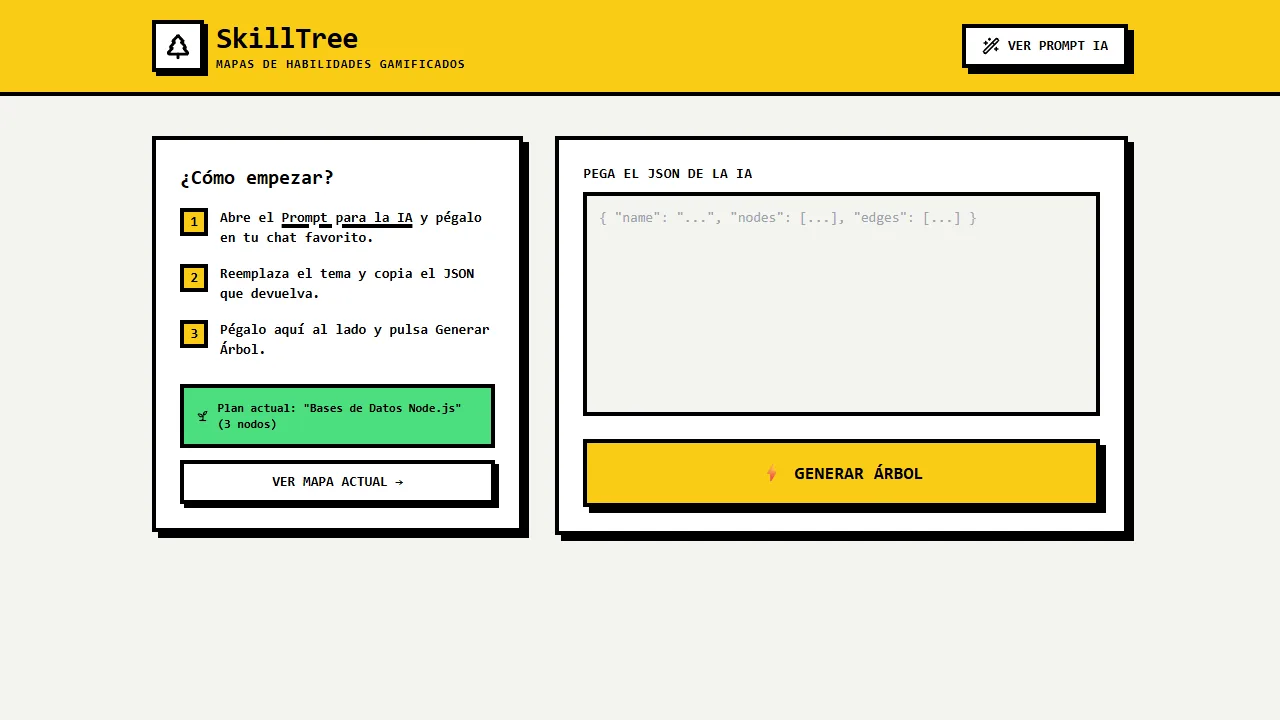 SkillTree
MAPAS DE HABILIDADES GAMIFICADOS
VER PROMPT IA
¿Cómo empezar?
1
Abre el Prompt para la IA y pégalo
en tu chat favorito.
2
Reemplaza el tema y copia el JSON
que devuelva.
3
Pégalo aquí al lado y pulsa Generar
Árbol.
Plan actual: "Bases de Datos Node.js"
(3 nodos)
VER MAPA ACTUAL →
PEGA EL JSON DE LA IA
{ "name": "...", "nodes": [...], "edges": [...] }
GENERAR ÁRBOL